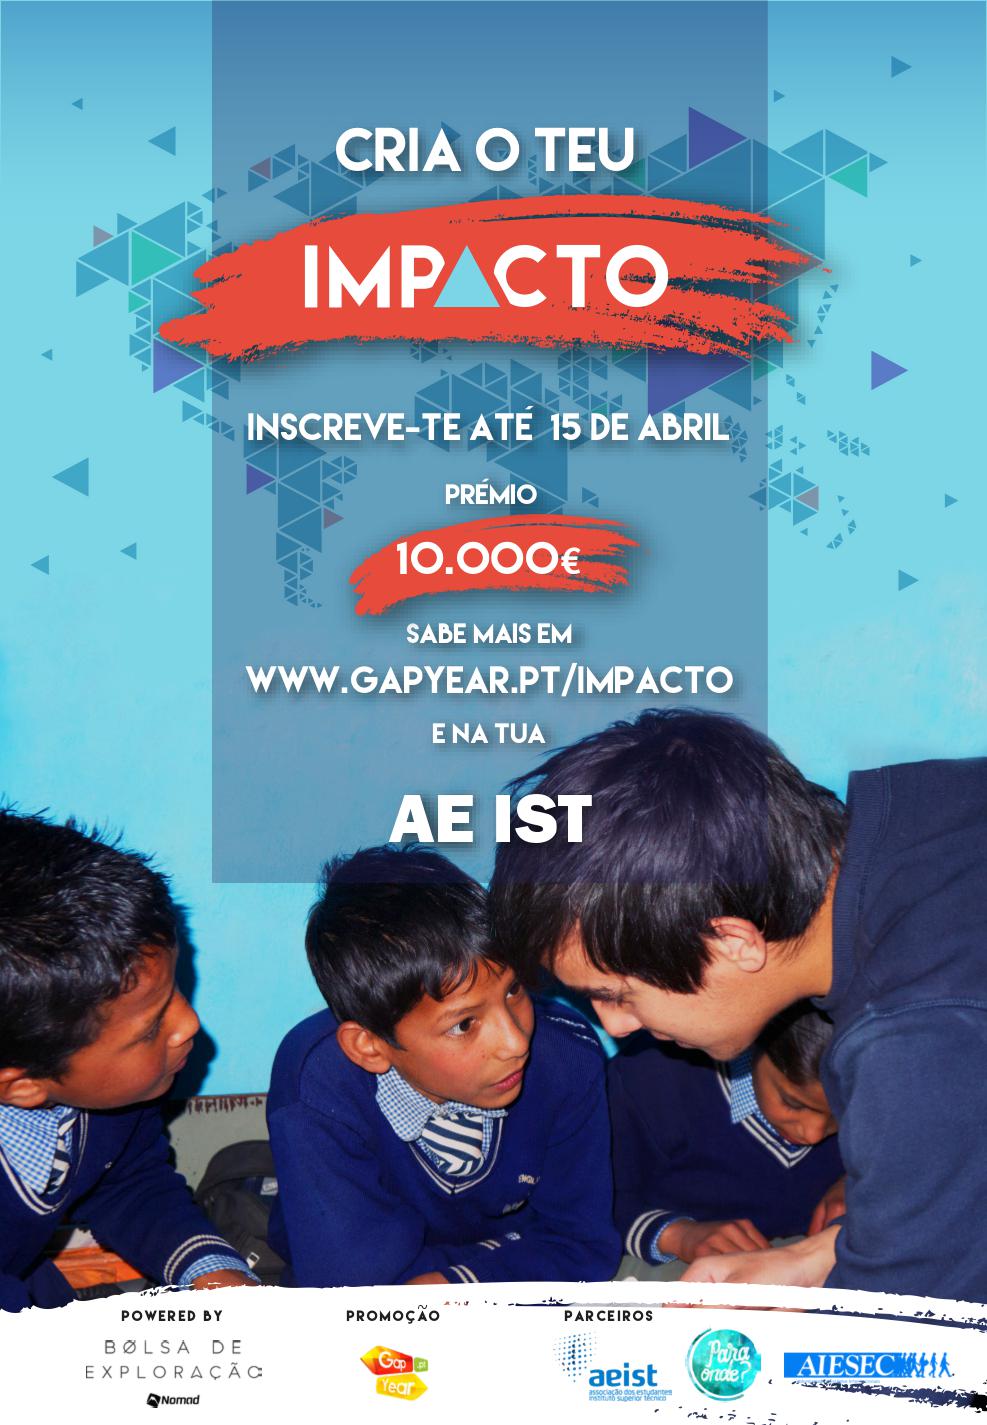 CRIA O TEU
IMPACTO
INSCREVE-TE ATÉ 15 DE ABRIL
PRÉMIO
10.000€
SABE MAIS EM
WWW.GAPYEAR.PT/IMPACTO
E NA TUA
AE IST
POWERED BY
BØLSA DE
EXPLORAÇÃO
Nomad
PROMOÇÃO
Gap .pt
Year
PARCEIROS
aeist
associação dos estudantes
instituto superior técnico
Para
onde?
AIESEC